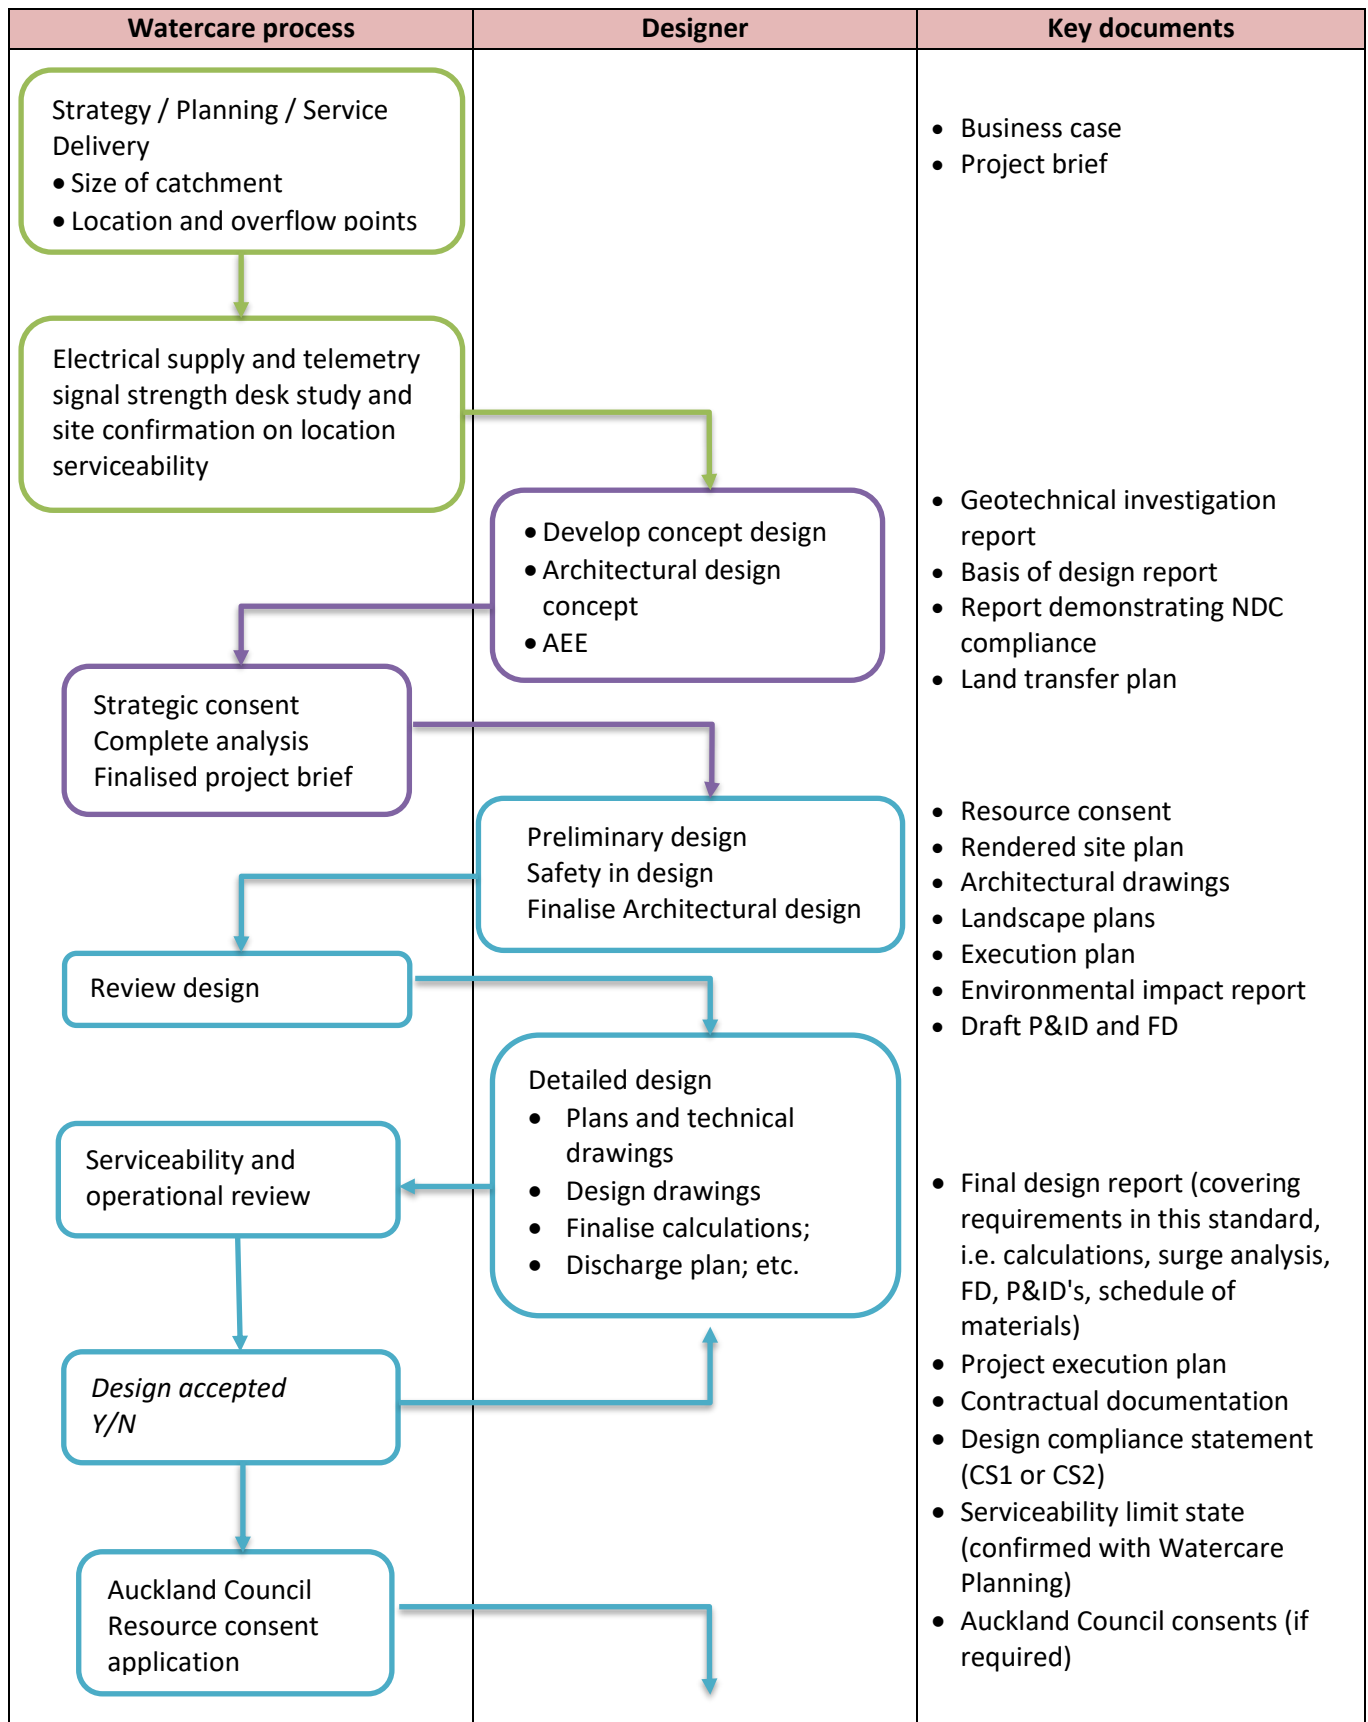 Watercare process
Designer
Key documents
Strategy / Planning / Service
Delivery
• Size of catchment
• Location and overflow points
• Business case
• Project brief
Electrical supply and telemetry
signal strength desk study and
site confirmation on location
serviceability
• Develop concept design
• Architectural design
concept
• AEE
• Geotechnical investigation
report
• Basis of design report
• Report demonstrating NDC
compliance
• Land transfer plan
Strategic consent
Complete analysis
Finalised project brief
Preliminary design
Safety in design
Finalise Architectural design
• Resource consent
• Rendered site plan
• Architectural drawings
• Landscape plans
• Execution plan
• Environmental impact report
• Draft P&ID and FD
Review design
Detailed design
• Plans and technical
drawings
• Design drawings
• Finalise calculations;
• Discharge plan; etc.
Serviceability and
operational review
• Final design report (covering
requirements in this standard,
i.e. calculations, surge analysis,
FD, P&ID's, schedule of
materials)
• Project execution plan
• Contractual documentation
• Design compliance statement
(CS1 or CS2)
• Serviceability limit state
(confirmed with Watercare
Planning)
• Auckland Council consents (if
required)
Design accepted
Y/N
Auckland Council
Resource consent
application